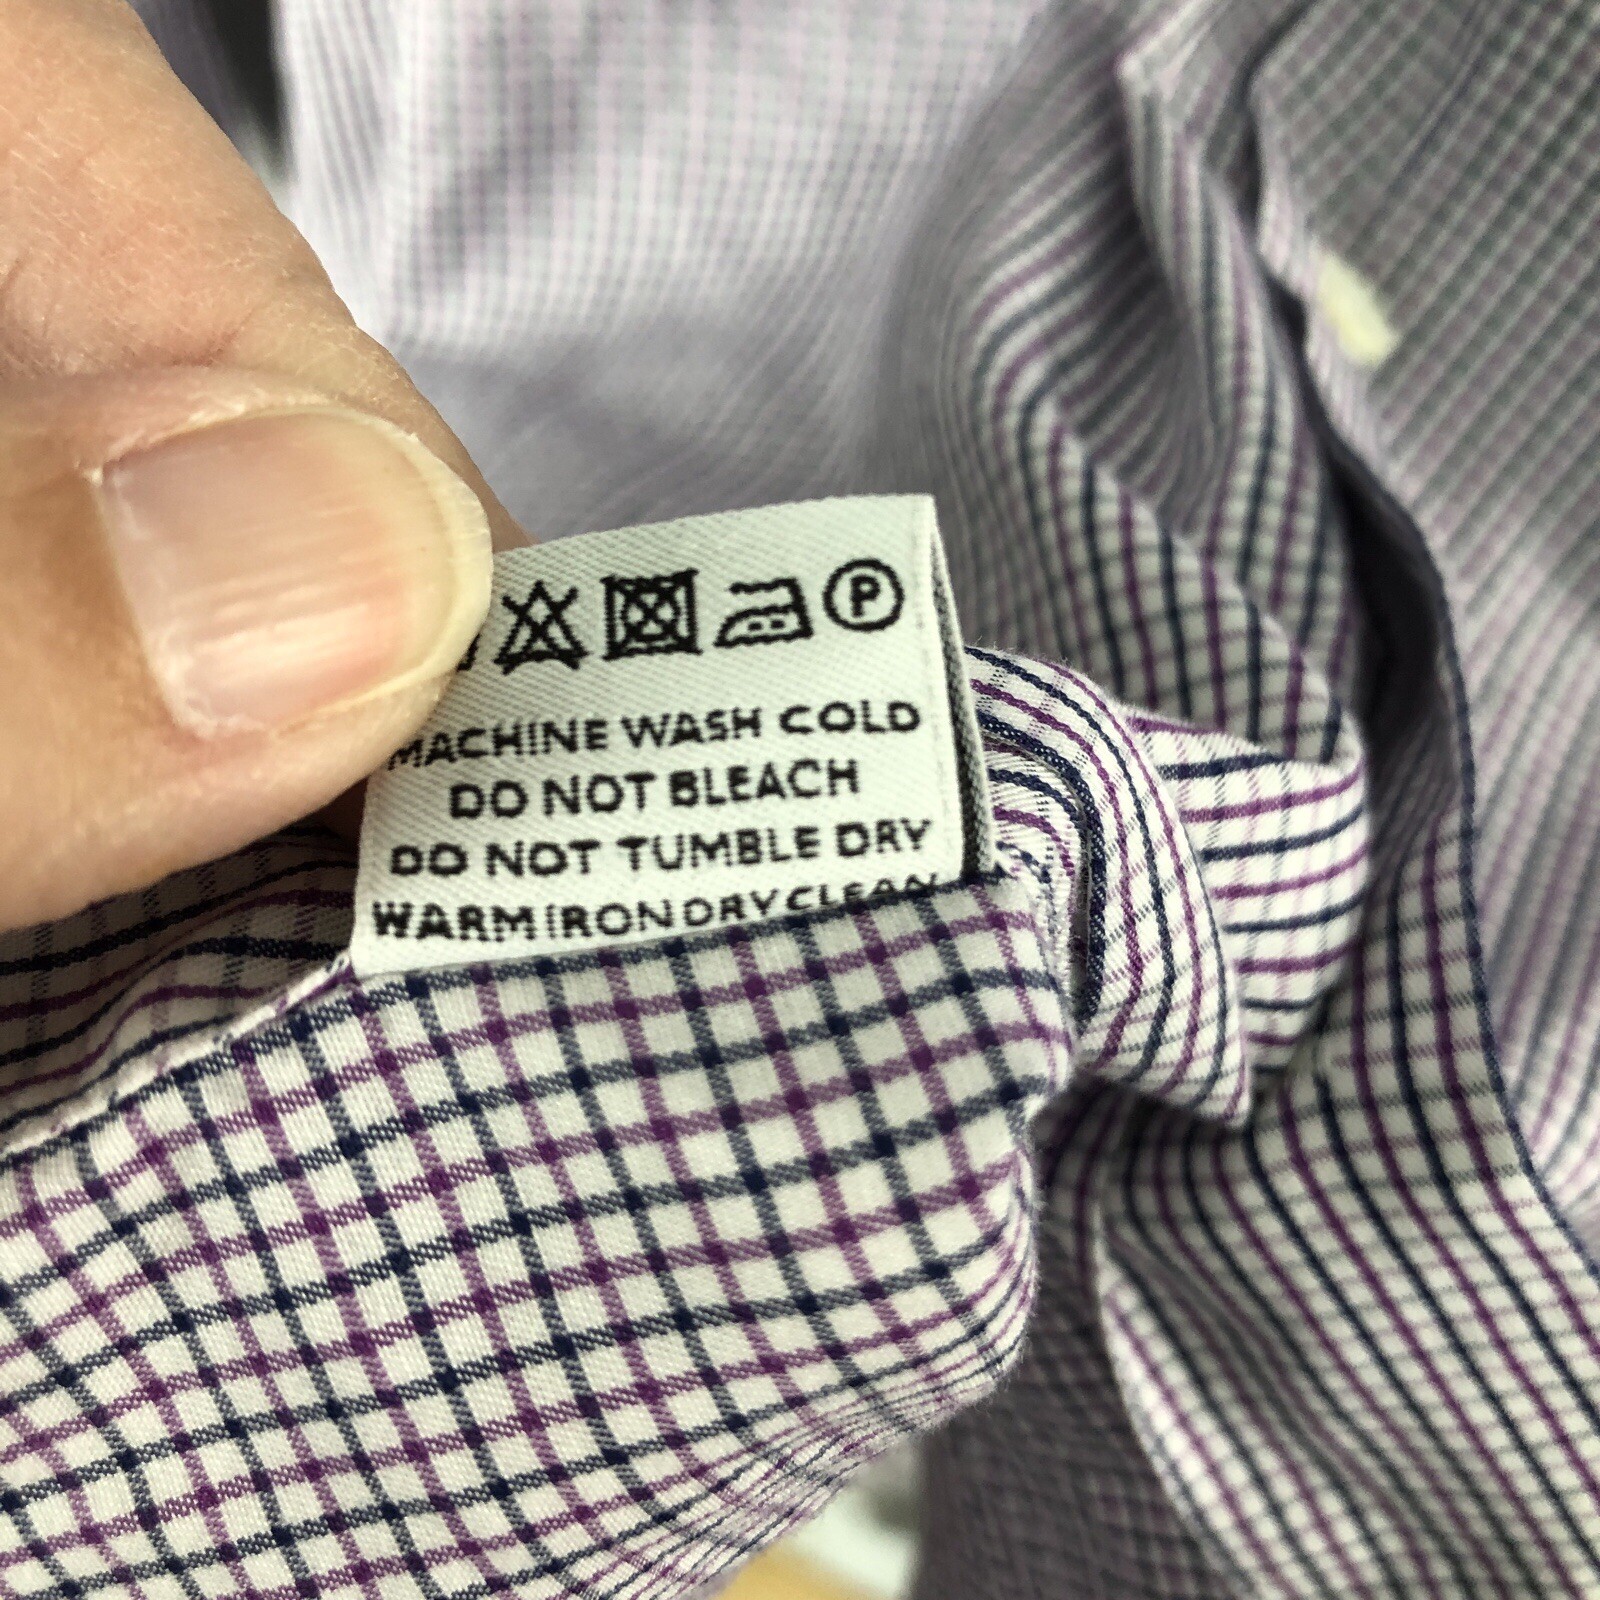 P
MACHINE WASH COLD
DO NOT BLEACH
DO NOT TUMBLE DRY
WARM IRON DRY CLEAN